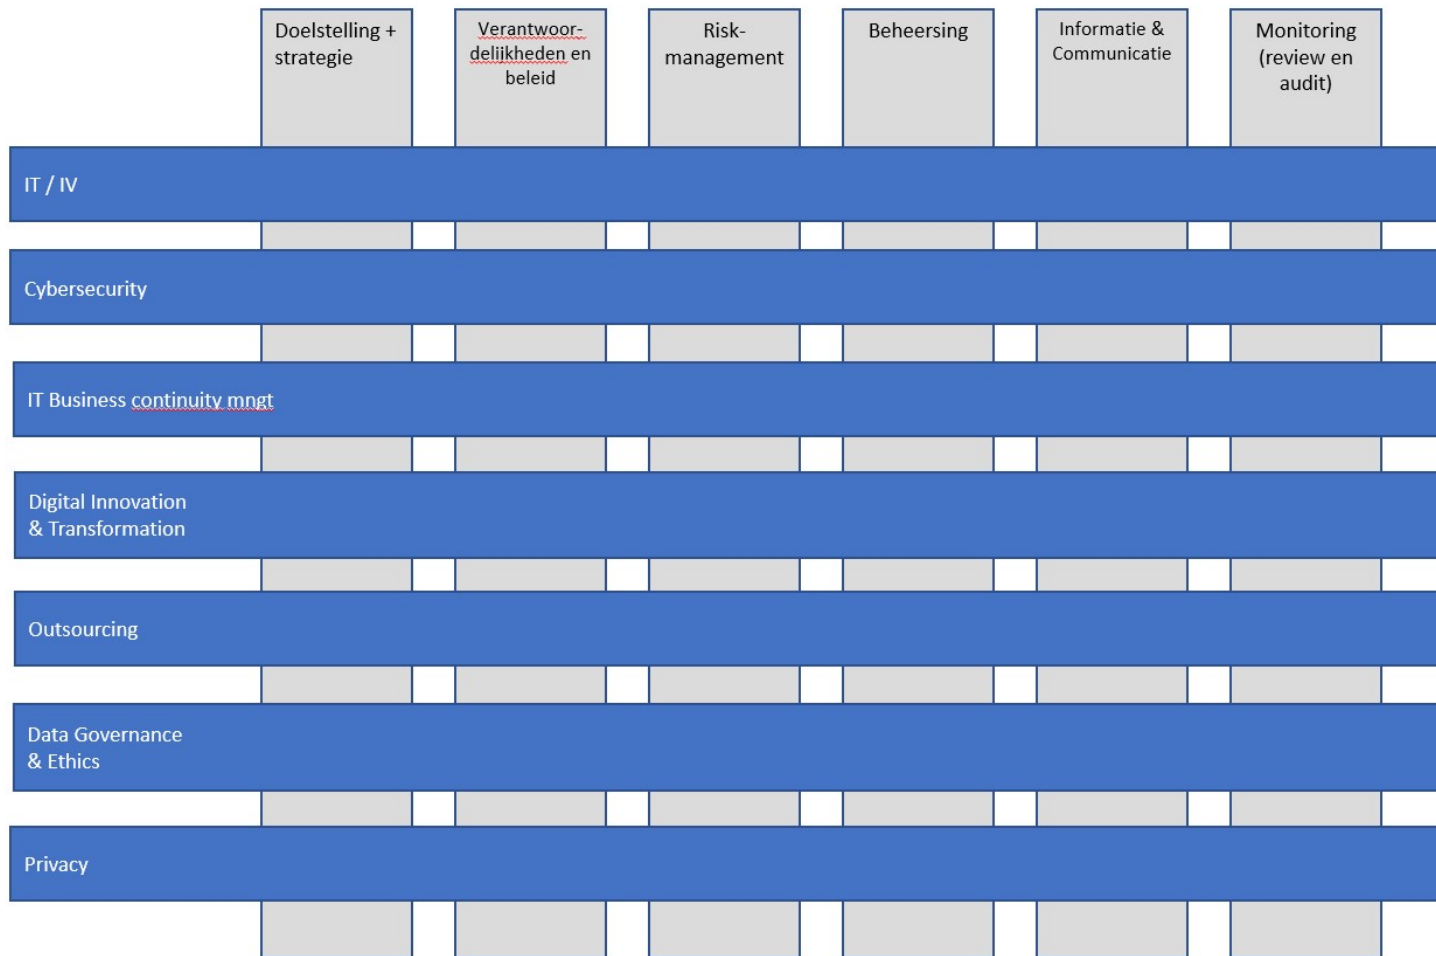 Doelstelling +
strategie
Verantwoor-
delijkheden en
beleid
Risk-
management
Beheersing
Informatie &
Communicatie
Monitoring
(review en
audit)
IT / IV
Cybersecurity
IT Business continuity mngt
Digital Innovation
& Transformation
Outsourcing
Data Governance
& Ethics
Privacy